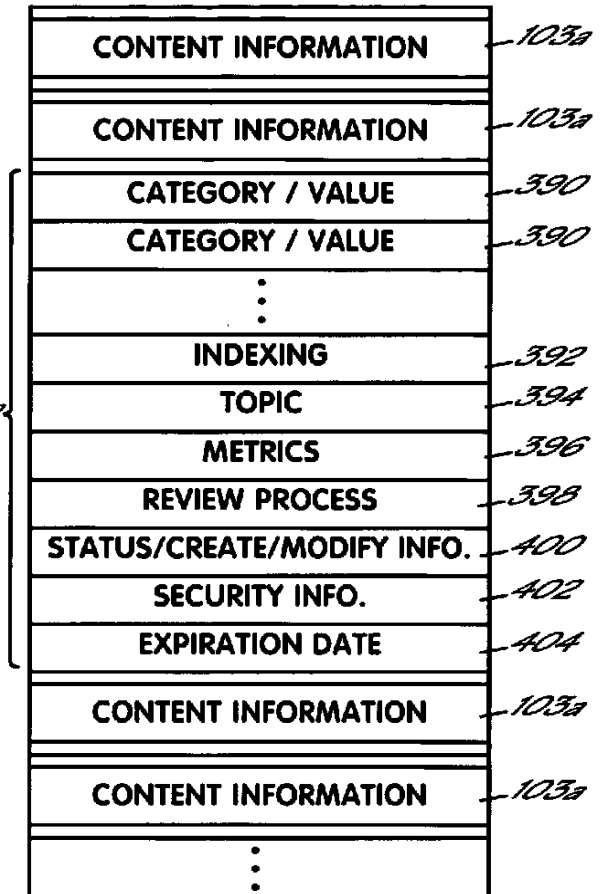 CONTENT INFORMATION 103a
CONTENT INFORMATION 103a
CATEGORY / VALUE 390
CATEGORY / VALUE 390
INDEXING 392
TOPIC 394
METRICS 396
REVIEW PROCESS 398
STATUS/CREATE/MODIFY INFO. 400
SECURITY INFO. 402
EXPIRATION DATE 404
CONTENT INFORMATION 103a
CONTENT INFORMATION 103a